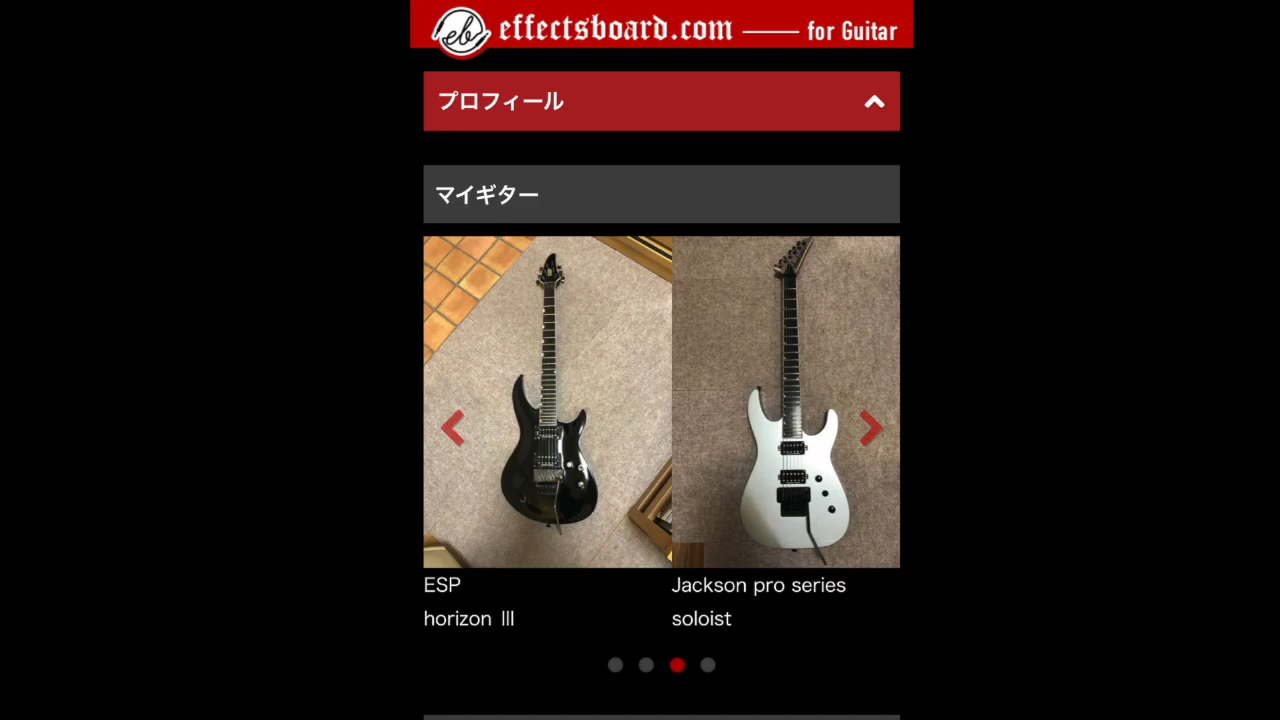 eb effectsboard.com for Guitar
プロフィール
マイギター
ESP
horizon Ⅲ
Jackson pro series
soloist